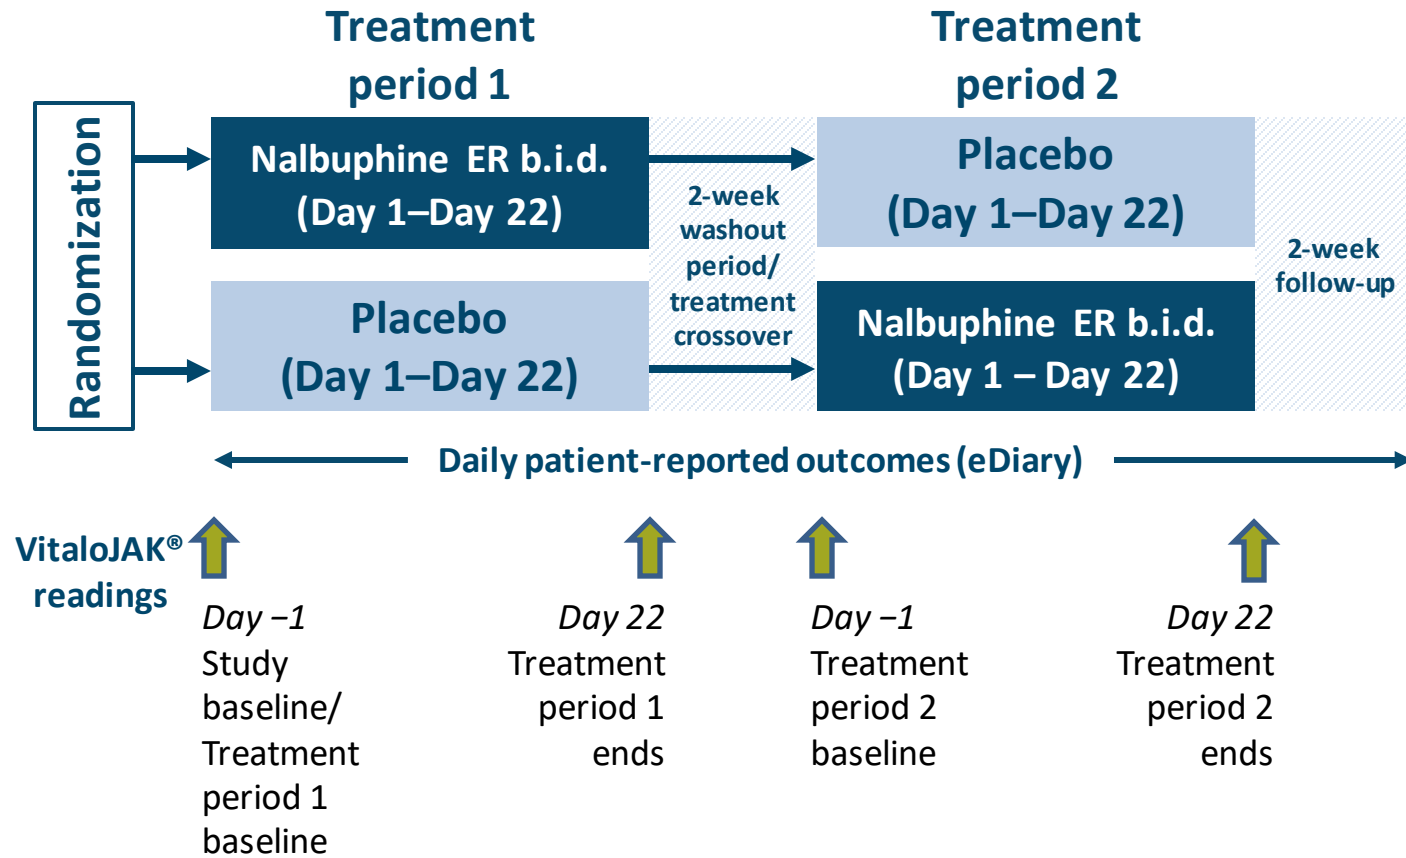 Treatment
period 1
Treatment
period 2
Randomization
Nalbuphine ER b.i.d.
(Day 1–Day 22)
Placebo
(Day 1–Day 22)
2-week
washout
period/
treatment
crossover
Placebo
(Day 1–Day 22)
Nalbuphine ER b.i.d.
(Day 1 – Day 22)
2-week
follow-up
Daily patient-reported outcomes (eDiary)
VitaloJAK®
readings
Day −1
Study
baseline/
Treatment
period 1
baseline
Day 22
Treatment
period 1
ends
Day −1
Treatment
period 2
baseline
Day 22
Treatment
period 2
ends